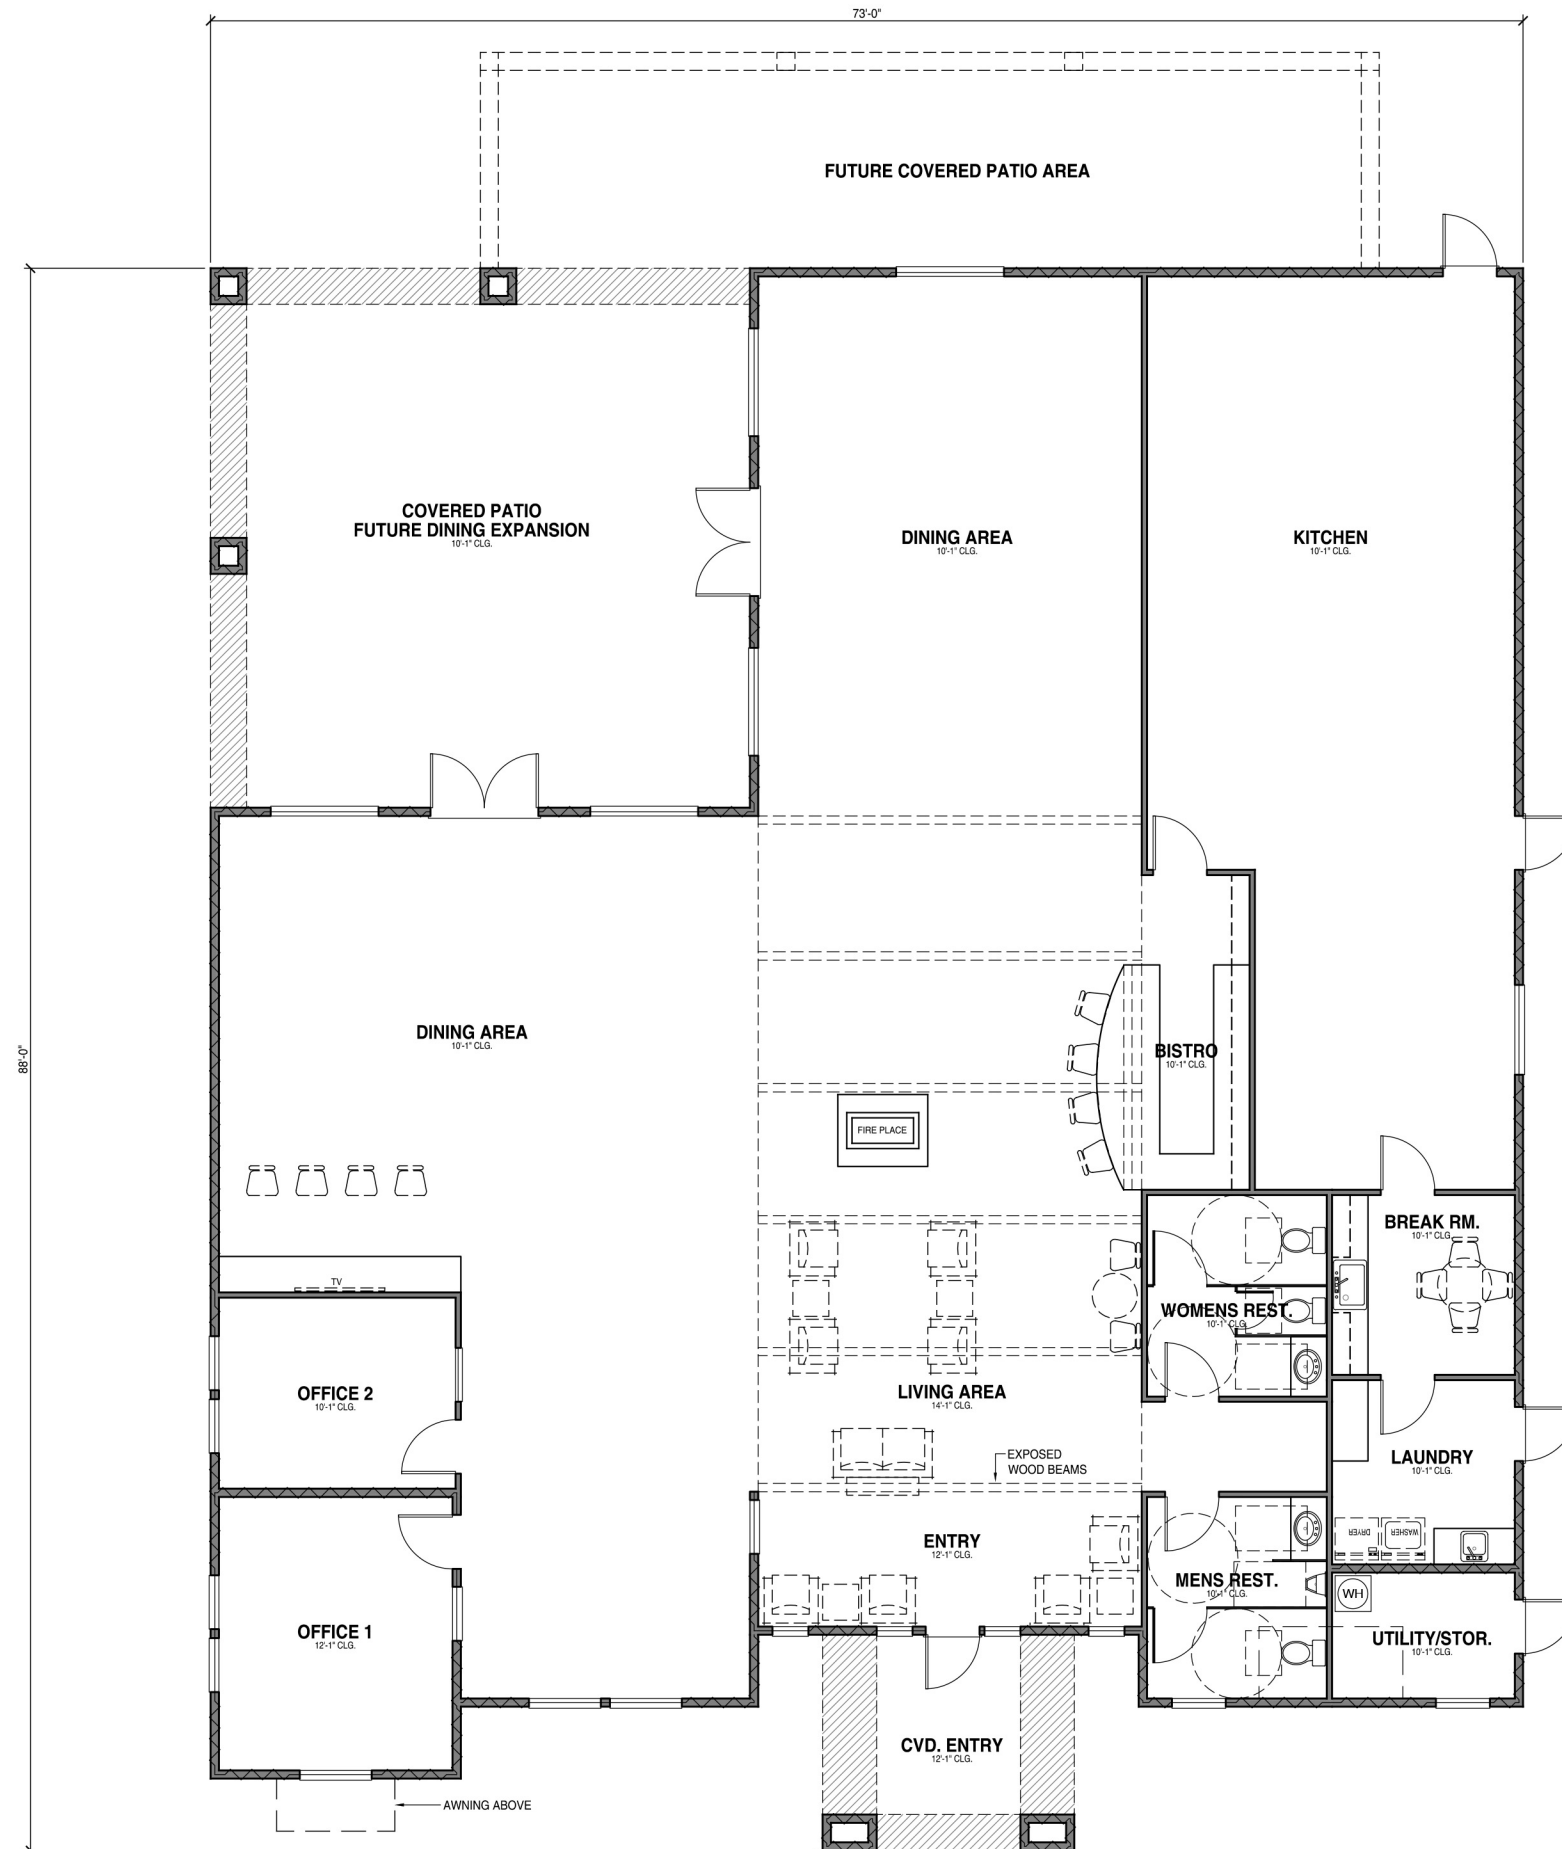 73'-0"
FUTURE COVERED PATIO AREA
COVERED PATIO
FUTURE DINING EXPANSION
10'-1" CLG.
DINING AREA
10'-1" CLG.
KITCHEN
10'-1" CLG.
88'-0"
DINING AREA
10'-1" CLG.
BISTRO
10'-1" CLG.
FIRE PLACE
BREAK RM.
10'-1" CLG.
TV
WOMENS REST.
10'-1" CLG.
OFFICE 2
10'-1" CLG.
LIVING AREA
14'-1" CLG.
EXPOSED
WOOD BEAMS
LAUNDRY
10'-1" CLG.
DRYER
WASHER
ENTRY
12'-1" CLG.
MENS REST.
10'-1" CLG.
WH
OFFICE 1
12'-1" CLG.
UTILITY/STOR.
10'-1" CLG.
CVD. ENTRY
12'-1" CLG.
AWNING ABOVE